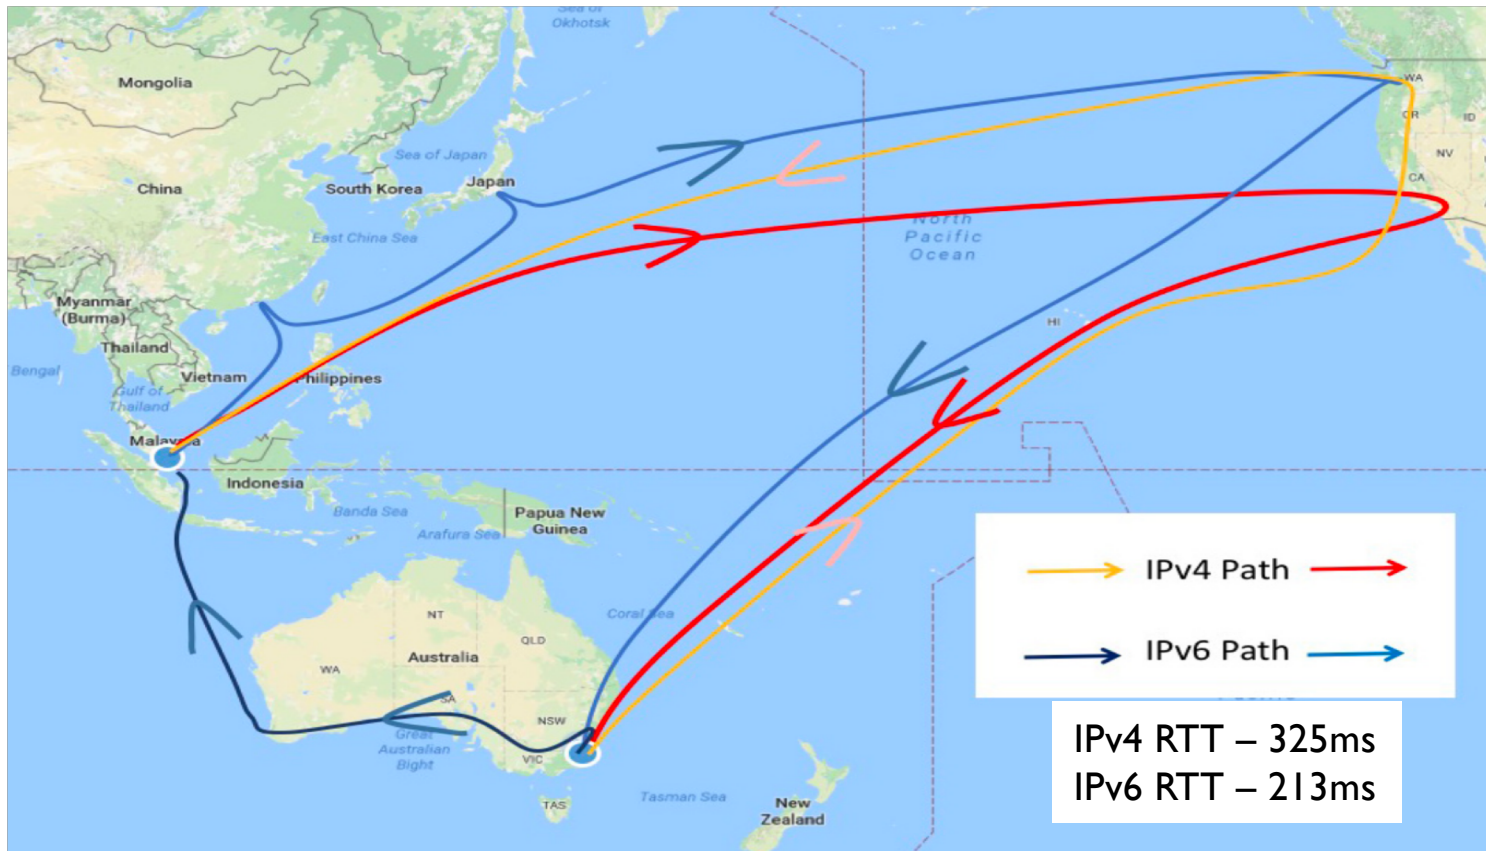 Sea of
Okhotsk
Mongolia
WA
OR
ID
Sea of Japan
NV
China
South Korea
Japan
CA
North
Pacific
Ocean
East China Sea
Myanmar
(Burma)
Thailand
HI
Bengal
Vietnam
Philippines
Gulf of
Thailand
Malaysia
Indonesia
Banda Sea
Papua New
Guinea
Arafura Sea
IPv4 Path
Coral Sea
NT
QLD
WA
Australia
IPv6 Path
SA
NSW
Great
Australian
Bight
VIC
IPv4 RTT – 325ms
IPv6 RTT – 213ms
Tasman Sea
TAS
New
Zealand